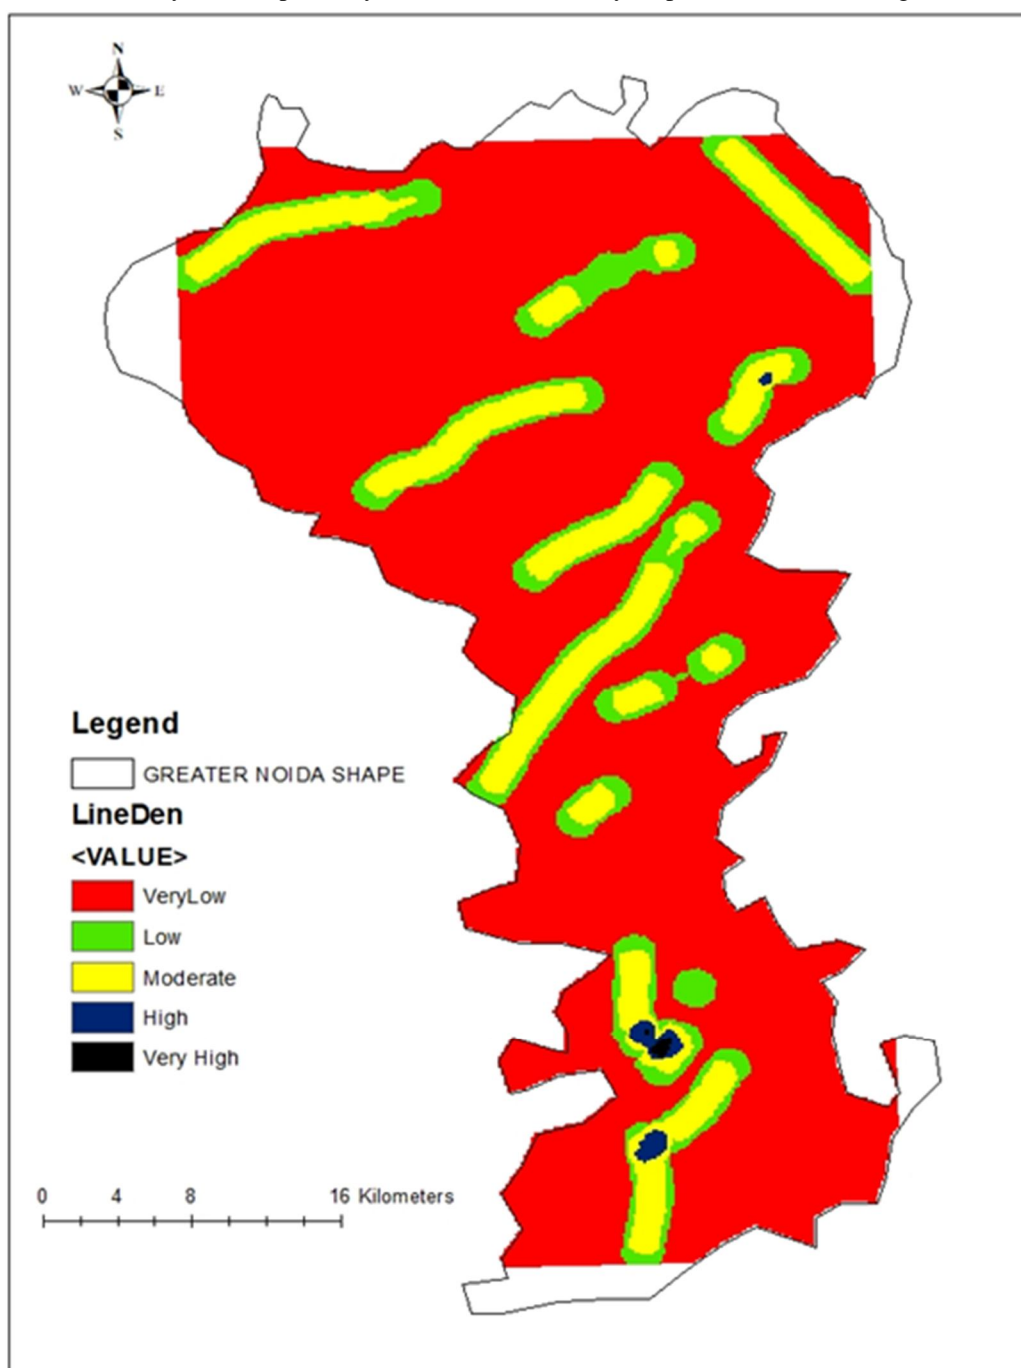 N
W E
S
Legend
GREATER NOIDA SHAPE
LineDen
<VALUE>
VeryLow
Low
Moderate
High
Very High
0 4 8 16 Kilometers